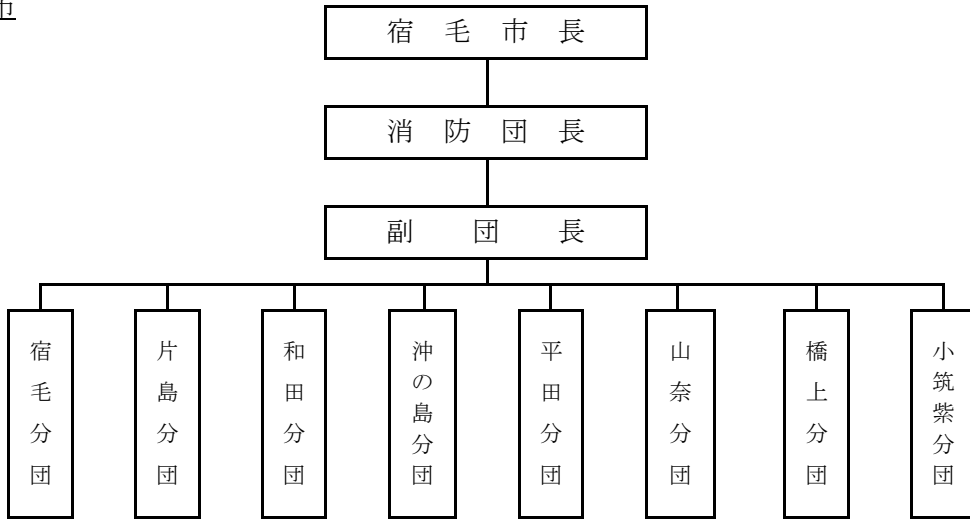 宿毛市長
消防団長
副団長
宿毛分団
片島分団
和田分団
沖の島分団
平田分団
山奈分団
橋上分団
小筑紫分団